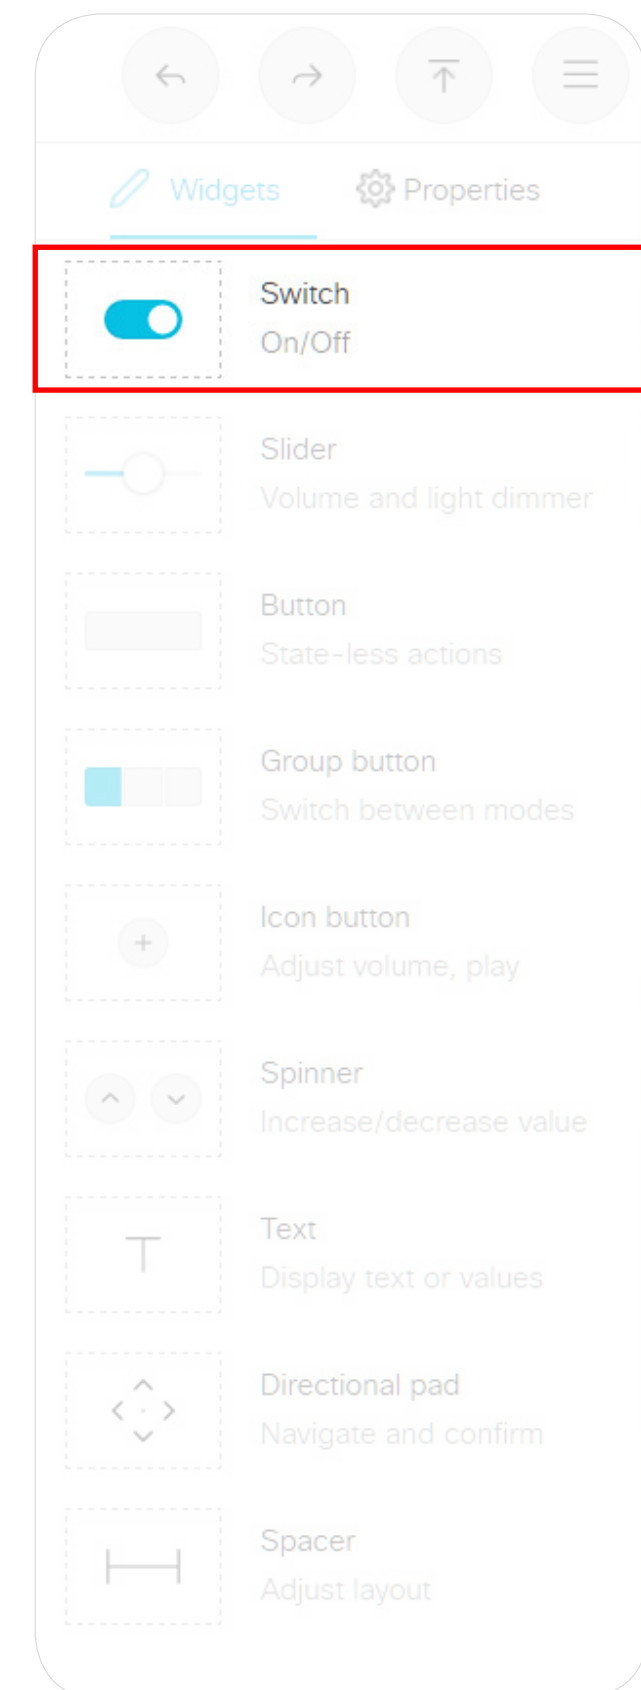 Widgets
Properties
Switch
On/Off
Slider
Volume and light dimmer
Button
State-less actions
Group button
Switch between modes
Icon button
Adjust volume, play
Spinner
Increase/decrease value
Text
Display text or values
Directional pad
Navigate and confirm
Spacer
Adjust layout